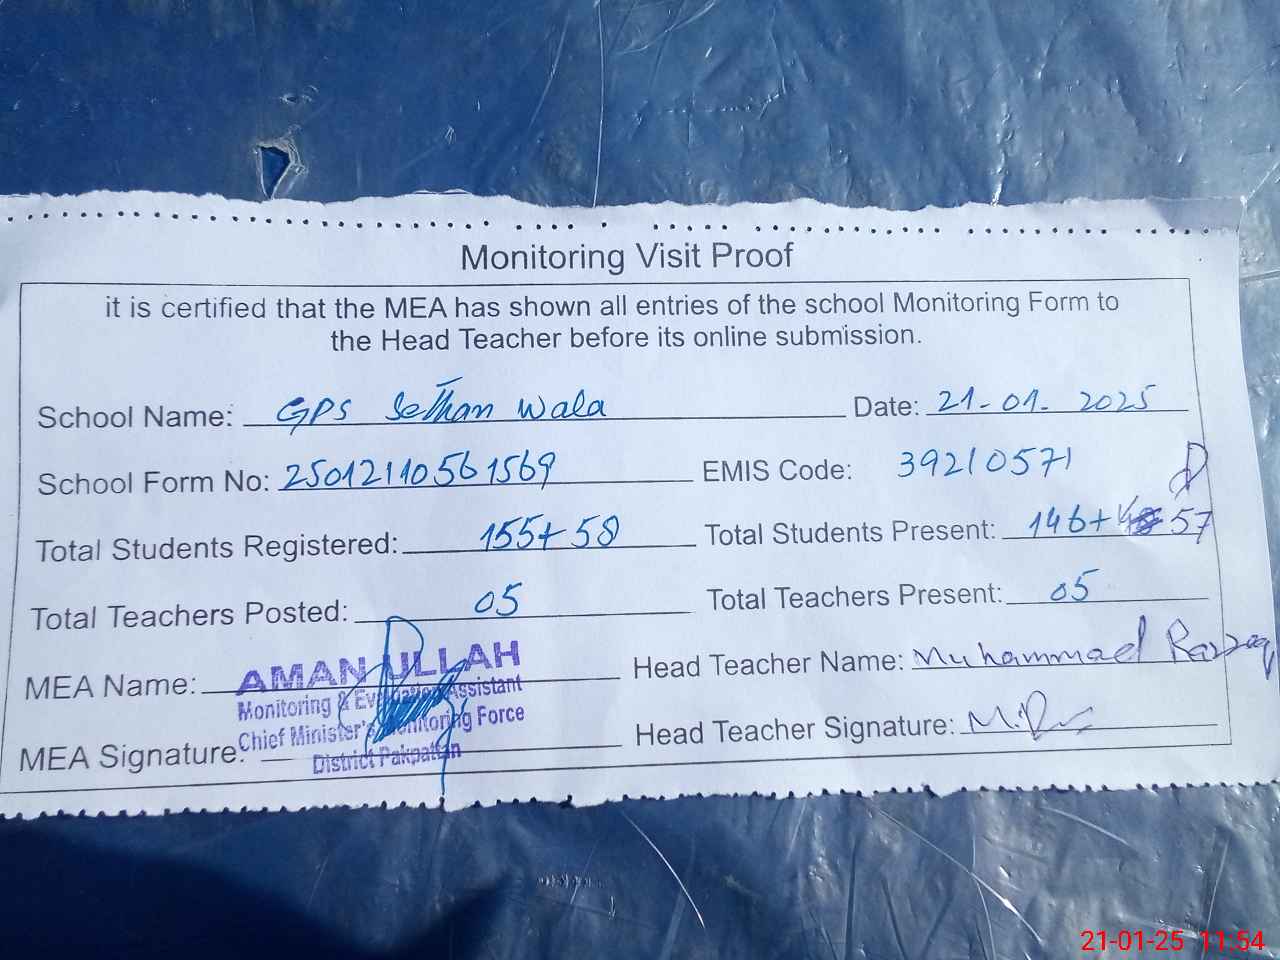 Monitoring Visit Proof
it is certified that the MEA has shown all entries of the school Monitoring Form to
the Head Teacher before its online submission.
School Name: GPS Sethan Wala Date: 21-01-2025
School Form No: 25012110561569 EMIS Code: 39210571
Total Students Registered: 155+58 Total Students Present: 146+ 57
Total Teachers Posted: 05 Total Teachers Present: 05
MEA Name: AMAN ULLAH Head Teacher Name: Muhammad Razzaq
Monitoring & Evaluation Assistant
Chief Minister's Monitoring Force
MEA Signature: Head Teacher Signature:
District Pakpattan
21-01-25 11:54